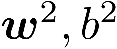 𝒘², b²